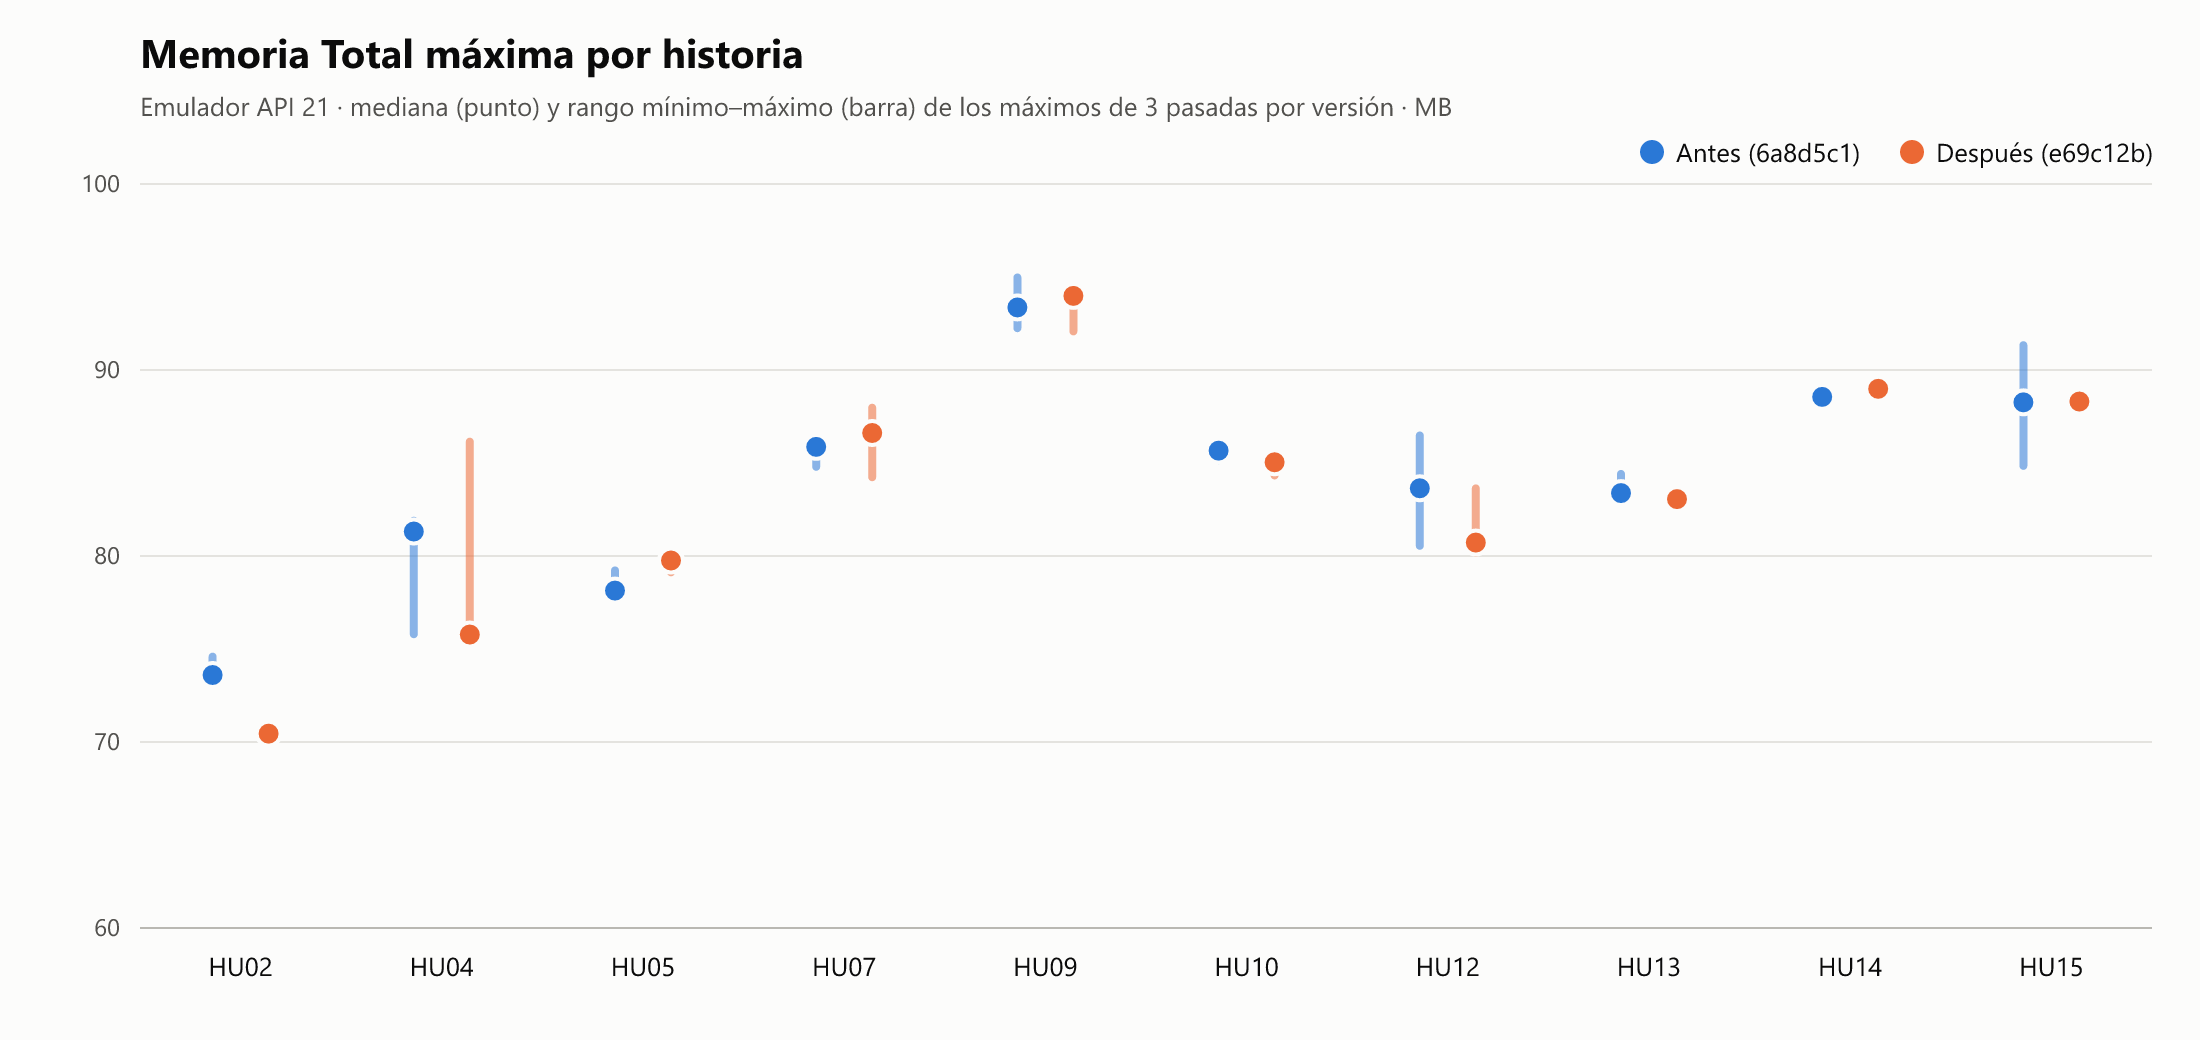 Memoria Total máxima por historia
Emulador API 21 · mediana (punto) y rango mínimo–máximo (barra) de los máximos de 3 pasadas por versión · MB
Antes (6a8d5c1) Después (e69c12b)
100
90
80
70
60
HU02 HU04 HU05 HU07 HU09 HU10 HU12 HU13 HU14 HU15